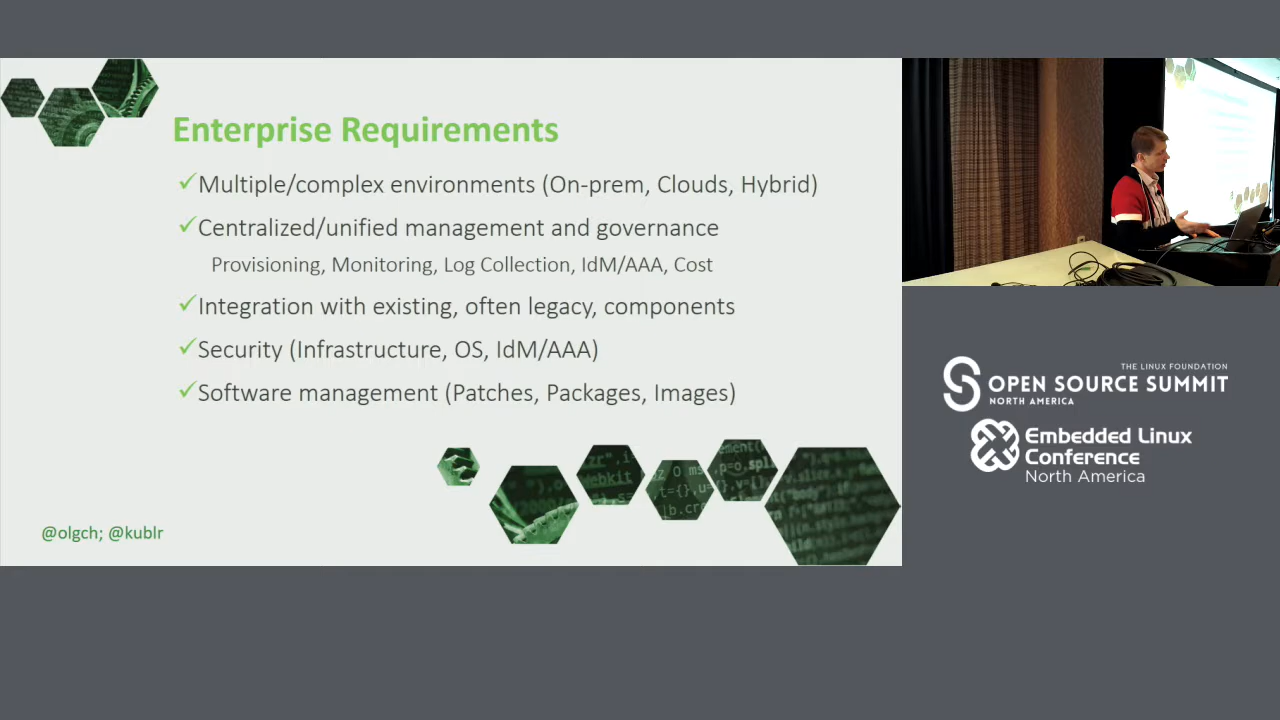 Enterprise Requirements
Multiple/complex environments (On-prem, Clouds, Hybrid)
Centralized/unified management and governance
Provisioning, Monitoring, Log Collection, IdM/AAA, Cost
Integration with existing, often legacy, components
Security (Infrastructure, OS, IdM/AAA)
Software management (Patches, Packages, Images)
@olgch; @kublr
THE LINUX FOUNDATION
OPEN SOURCE SUMMIT
NORTH AMERICA
Embedded Linux
Conference
North America